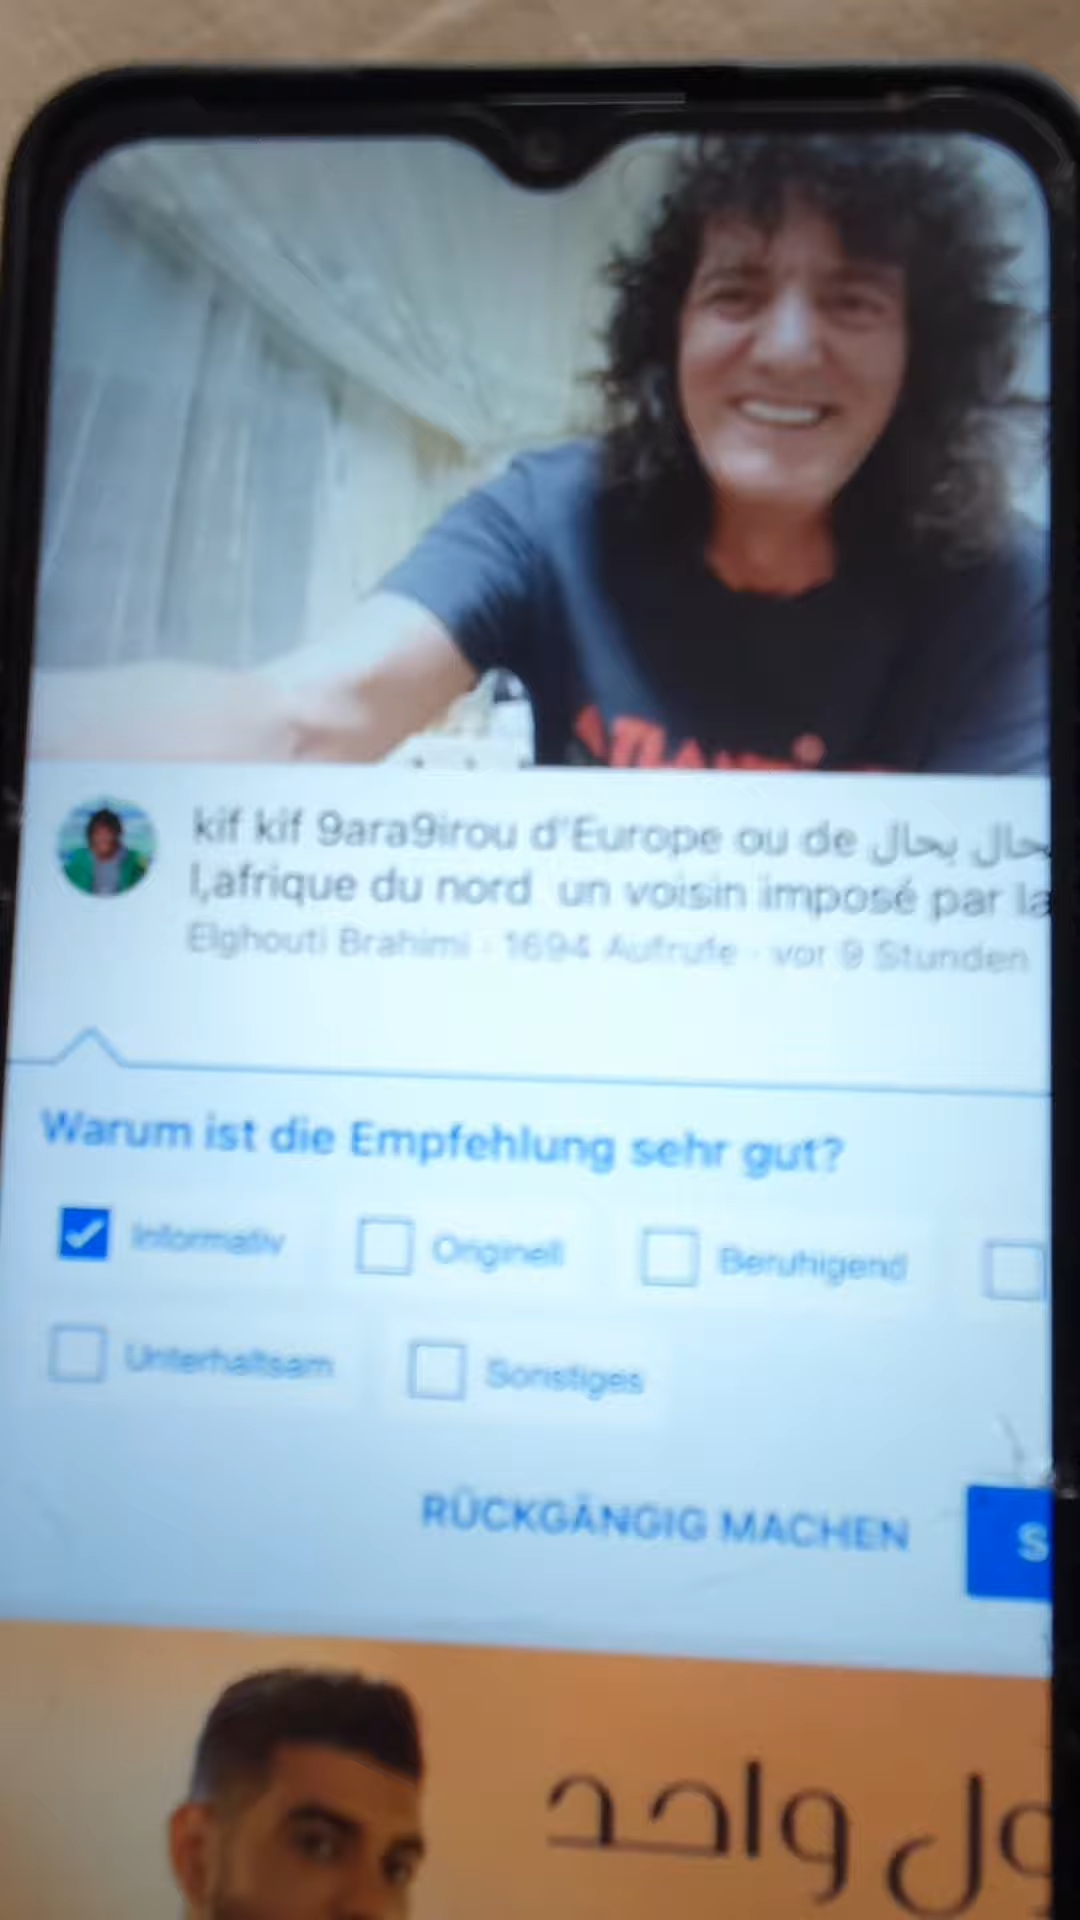 kif kif 9ara9irou d'Europe ou de بحال بحال
l,afrique du nord un voisin imposé par la
Elghouti Brahimi · 1694 Aufrufe · vor 9 Stunden
Warum ist die Empfehlung sehr gut?
Informativ Originell Beruhigend
Unterhaltsam Sonstiges
RÜCKGÄNGIG MACHEN S
واحد